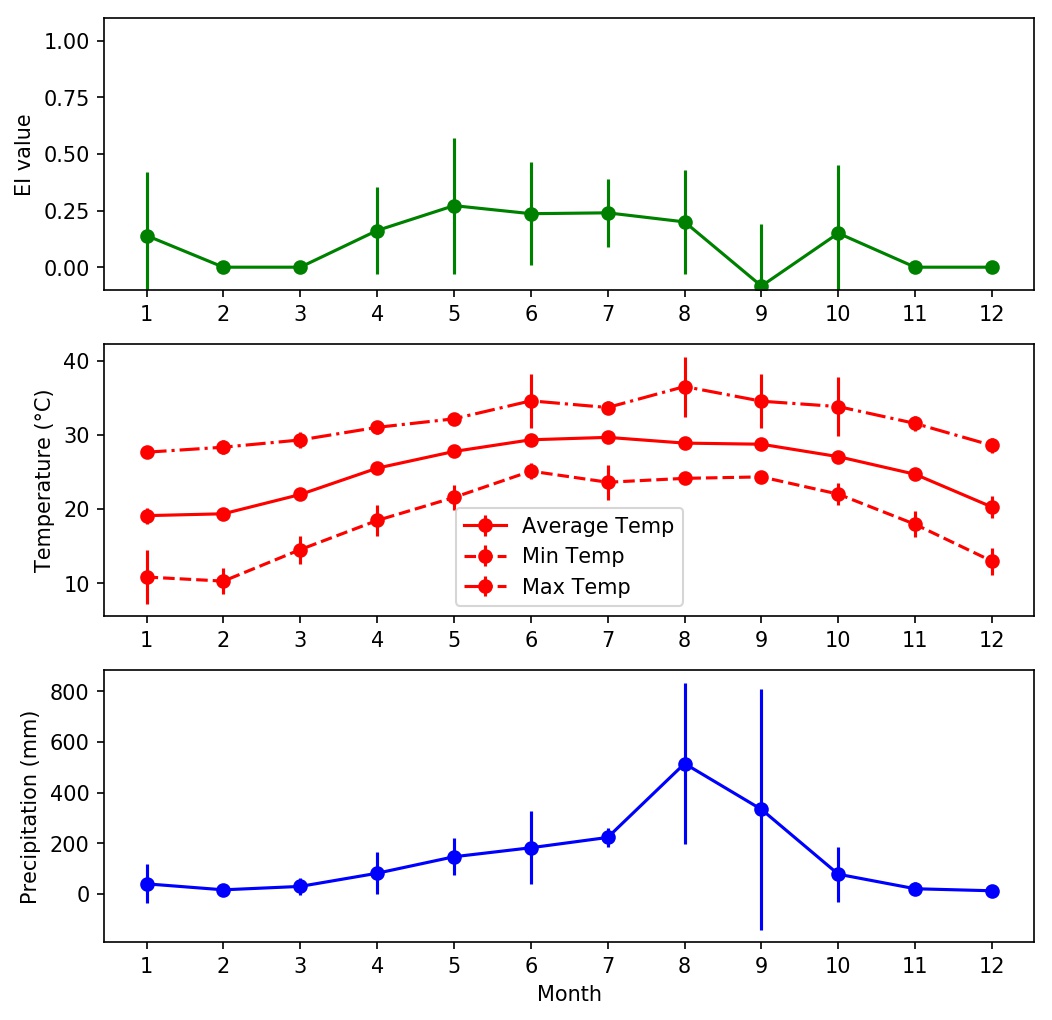 EI value
1.00
0.75
0.50
0.25
0.00
1 2 3 4 5 6 7 8 9 10 11 12
Temperature (°C)
40
30
20
10
Average Temp
Min Temp
Max Temp
1 2 3 4 5 6 7 8 9 10 11 12
Precipitation (mm)
800
600
400
200
0
1 2 3 4 5 6 7 8 9 10 11 12
Month